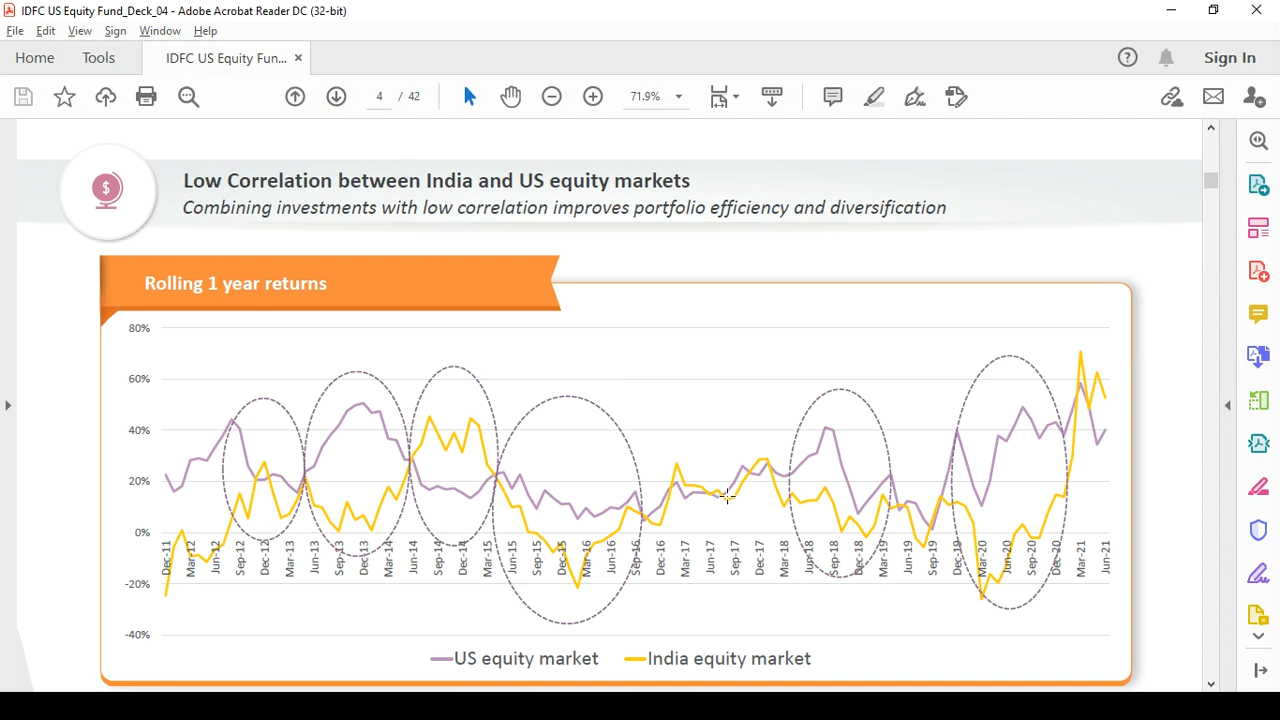 IDFC US Equity Fund_Deck_04 - Adobe Acrobat Reader DC (32-bit)
File Edit View Sign Window Help
Home Tools IDFC US Equity Fun... × Sign In
4 / 42 71.9%
$
Low Correlation between India and US equity markets
Combining investments with low correlation improves portfolio efficiency and diversification
Rolling 1 year returns
80%
60%
40%
20%
0%
-20%
-40%
Dec-11 Mar-12 Jun-12 Sep-12 Dec-12 Mar-13 Jun-13 Sep-13 Dec-13 Mar-14 Jun-14 Sep-14 Dec-14 Mar-15 Jun-15 Sep-15 Dec-15 Mar-16 Jun-16 Sep-16 Dec-16 Mar-17 Jun-17 Sep-17 Dec-17 Mar-18 Jun-18 Sep-18 Dec-18 Mar-19 Jun-19 Sep-19 Dec-19 Mar-20 Jun-20 Sep-20 Dec-20 Mar-21 Jun-21
US equity market India equity market